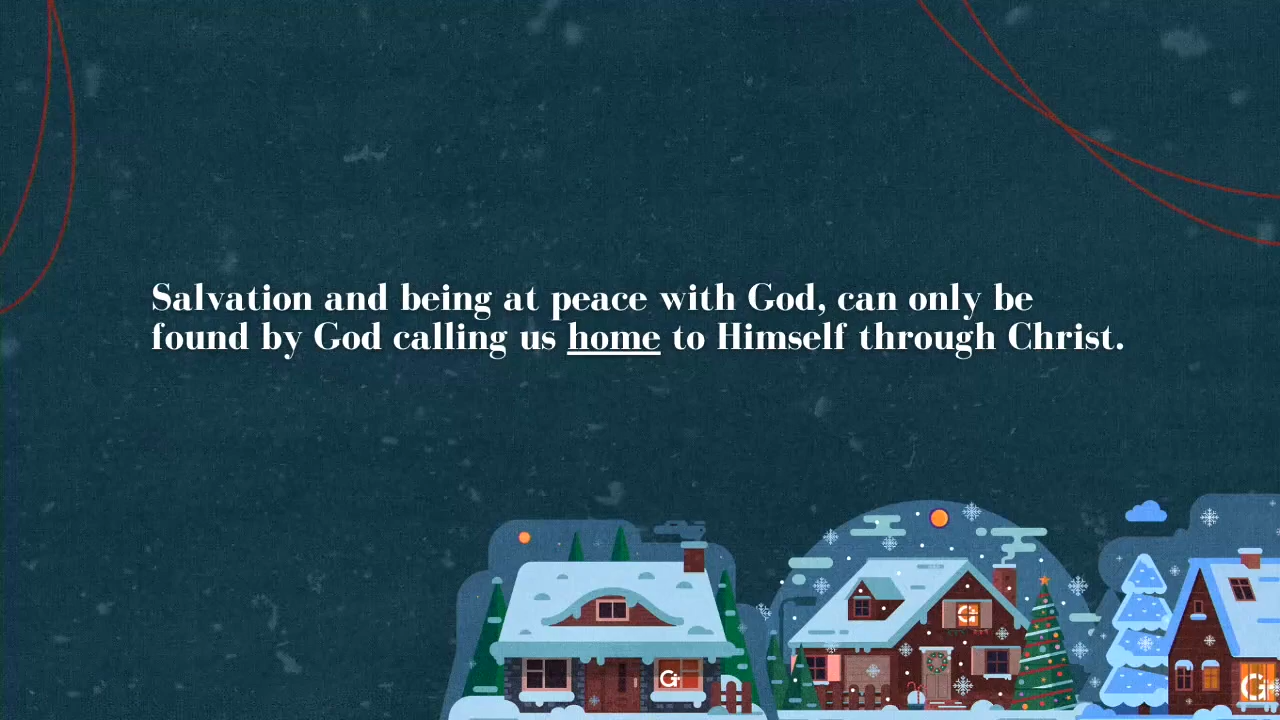 Salvation and being at peace with God, can only be
found by God calling us home to Himself through Christ.